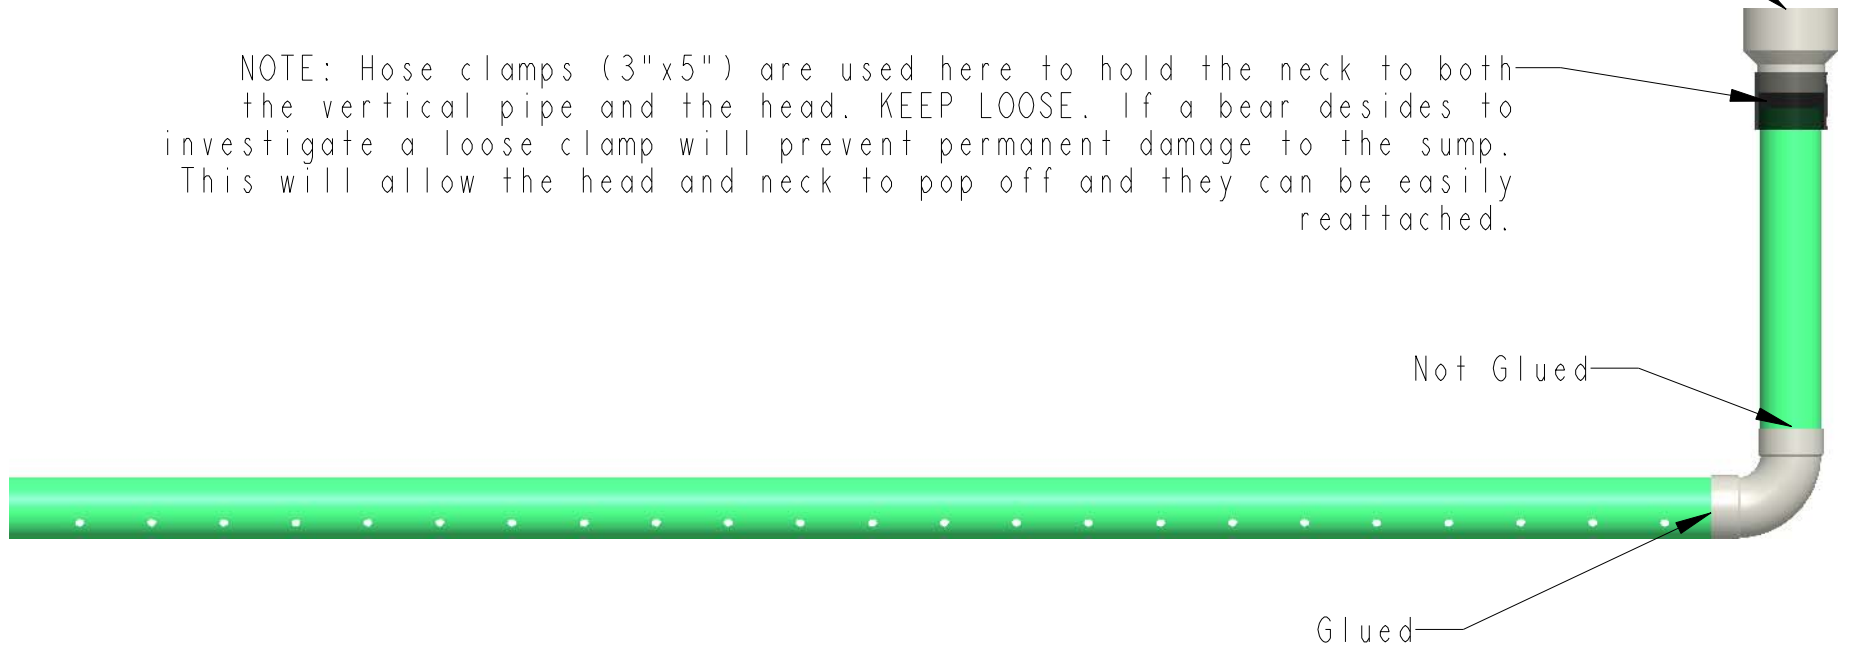 NOTE: Hose clamps (3"x5") are used here to hold the neck to both
the vertical pipe and the head. KEEP LOOSE. If a bear desides to
investigate a loose clamp will prevent permanent damage to the sump.
This will allow the head and neck to pop off and they can be easily
reattached.
Not Glued
Glued